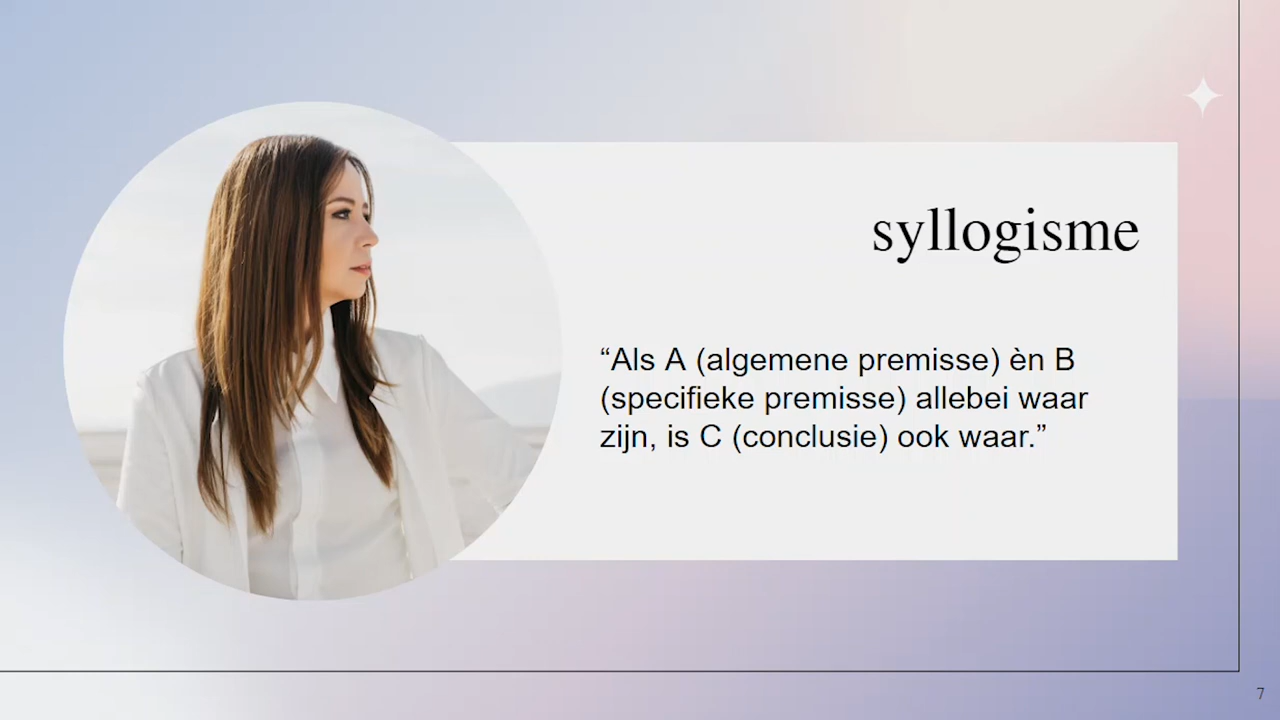 syllogisme
“Als A (algemene premisse) èn B
(specifieke premisse) allebei waar
zijn, is C (conclusie) ook waar.”
7